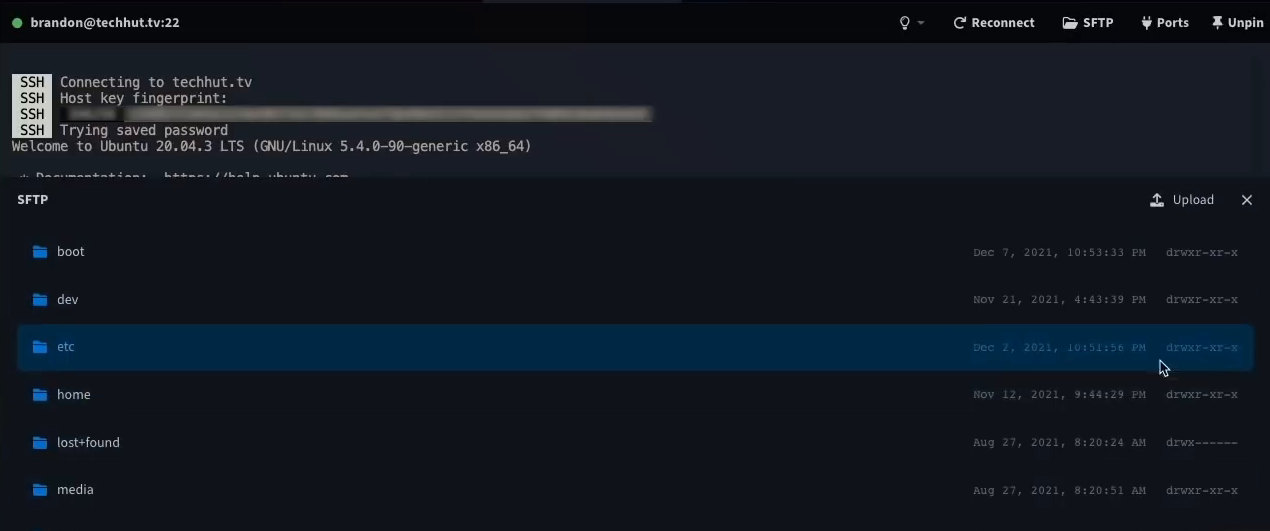 brandon@techhut.tv:22 Reconnect SFTP Ports Unpin
SSH Connecting to techhut.tv
SSH Host key fingerprint:
SSH
SSH Trying saved password
Welcome to Ubuntu 20.04.3 LTS (GNU/Linux 5.4.0-90-generic x86_64)
* Documentation: https://help.ubuntu.com
SFTP Upload
boot Dec 7, 2021, 10:53:33 PM drwxr-xr-x
dev Nov 21, 2021, 4:43:39 PM drwxr-xr-x
etc Dec 2, 2021, 10:51:56 PM drwxr-xr-x
home Nov 12, 2021, 9:44:29 PM drwxr-xr-x
lost+found Aug 27, 2021, 8:20:24 AM drwx------
media Aug 27, 2021, 8:20:51 AM drwxr-xr-x